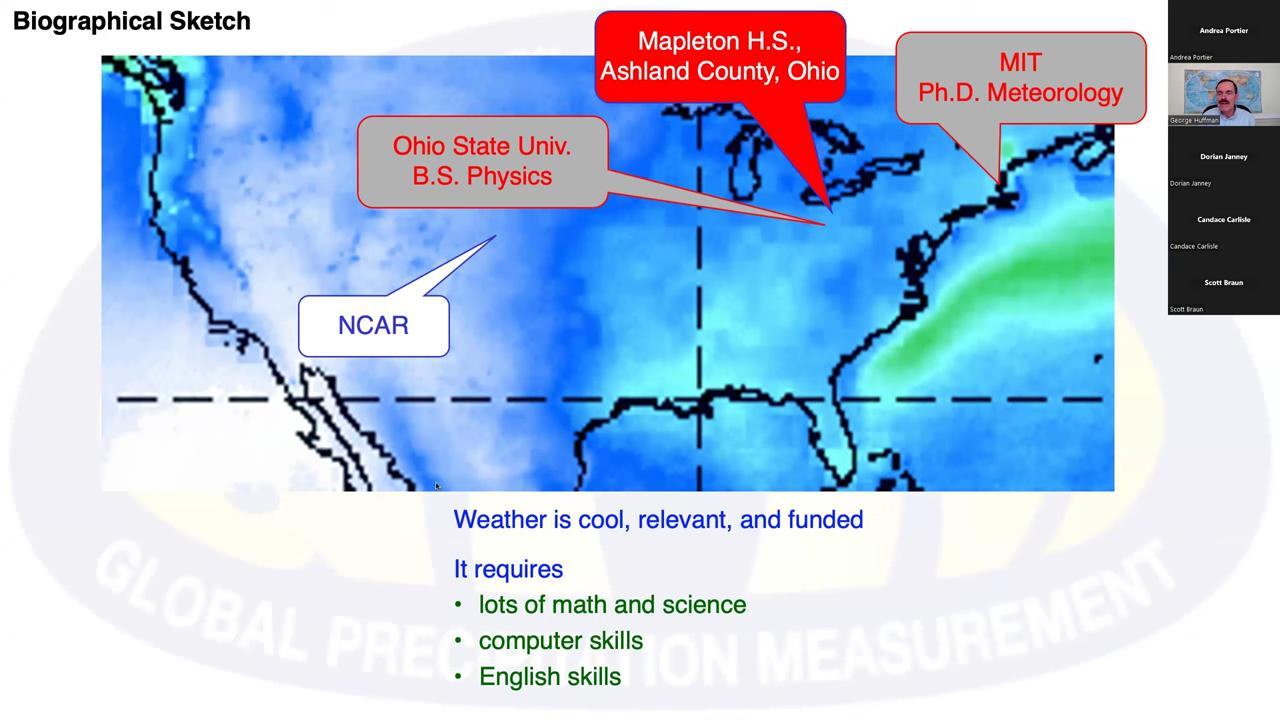 Biographical Sketch
Mapleton H.S.,
Ashland County, Ohio
MIT
Ph.D. Meteorology
Ohio State Univ.
B.S. Physics
NCAR
Weather is cool, relevant, and funded
It requires
• lots of math and science
• computer skills
• English skills
GLOBAL PRECIPITATION MEASUREMENT
Andrea Portier
Andrea Portier
George Huffman
Dorian Janney
Dorian Janney
Candace Carlisle
Candace Carlisle
Scott Braun
Scott Braun